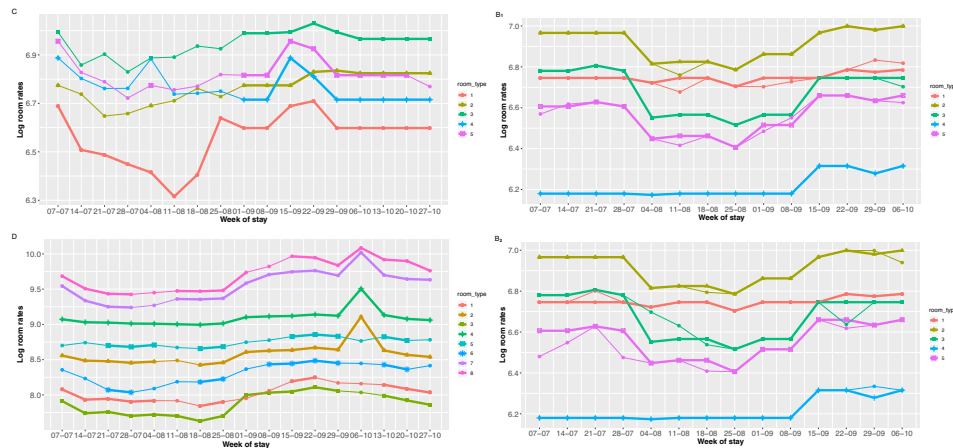 C
Log room rates
6.9
6.7
6.5
6.3
07−07 14−07 21−07 28−07 04−08 11−08 18−08 25−08 01−09 08−09 15−09 22−09 29−09 06−10 13−10 20−10 27−10
Week of stay
room_type
1
2
3
4
5
B₁
Log room rates
7.0
6.8
6.6
6.4
6.2
07−07 14−07 21−07 28−07 04−08 11−08 18−08 25−08 01−09 08−09 15−09 22−09 29−09 06−10
Week of stay
room_type
1
2
3
4
5
D
Log room rates
10.0
9.5
9.0
8.5
8.0
07−07 14−07 21−07 28−07 04−08 11−08 18−08 25−08 01−09 08−09 15−09 22−09 29−09 06−10 13−10 20−10 27−10
Week of stay
room_type
1
2
3
4
5
6
7
8
B₂
Log room rates
7.0
6.8
6.6
6.4
6.2
07−07 14−07 21−07 28−07 04−08 11−08 18−08 25−08 01−09 08−09 15−09 22−09 29−09 06−10
Week of stay
room_type
1
2
3
4
5